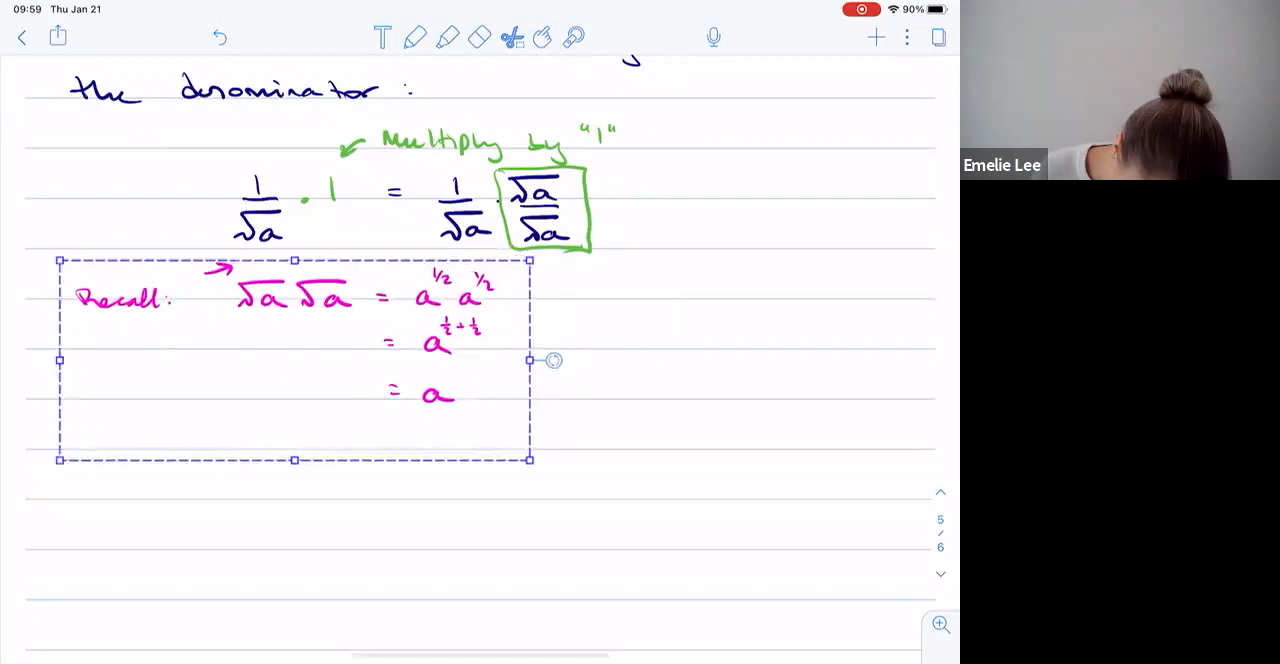 09:59 Thu Jan 21 90%
the denominator :
Multiply by "1"
1/√a · 1 = 1/√a · √a/√a
Recall: √a √a = a^1/2 a^1/2
= a^1/2 + 1/2
= a
Emelie Lee
5
/
6